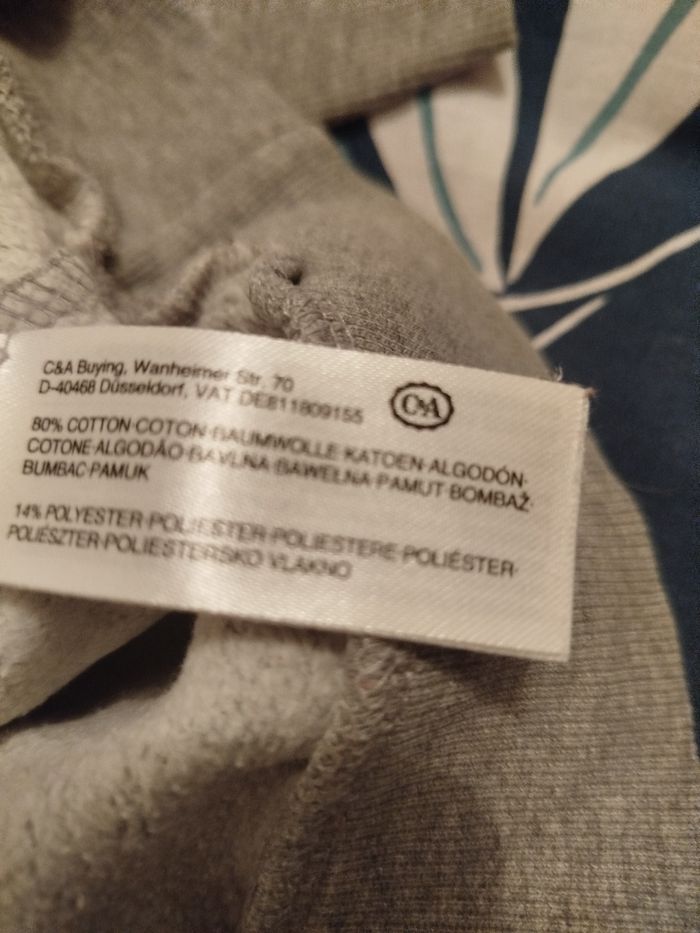 C&A Buying, Wanheimer Str. 70
D-40468 Düsseldorf, VAT DE811809155
C&A
80% COTTON·COTON·BAUMWOLLE·KATOEN·ALGODÓN·
COTONE·ALGODÃO·BAVLNA·BAWEŁNA·PAMUT·BOMBAŽ·
BUMBAC·PAMUK
14% POLYESTER·POLIESTER·POLIESTERE·POLIÉSTER·
POLIÉSZTER·POLIESTERSKO VLAKNO